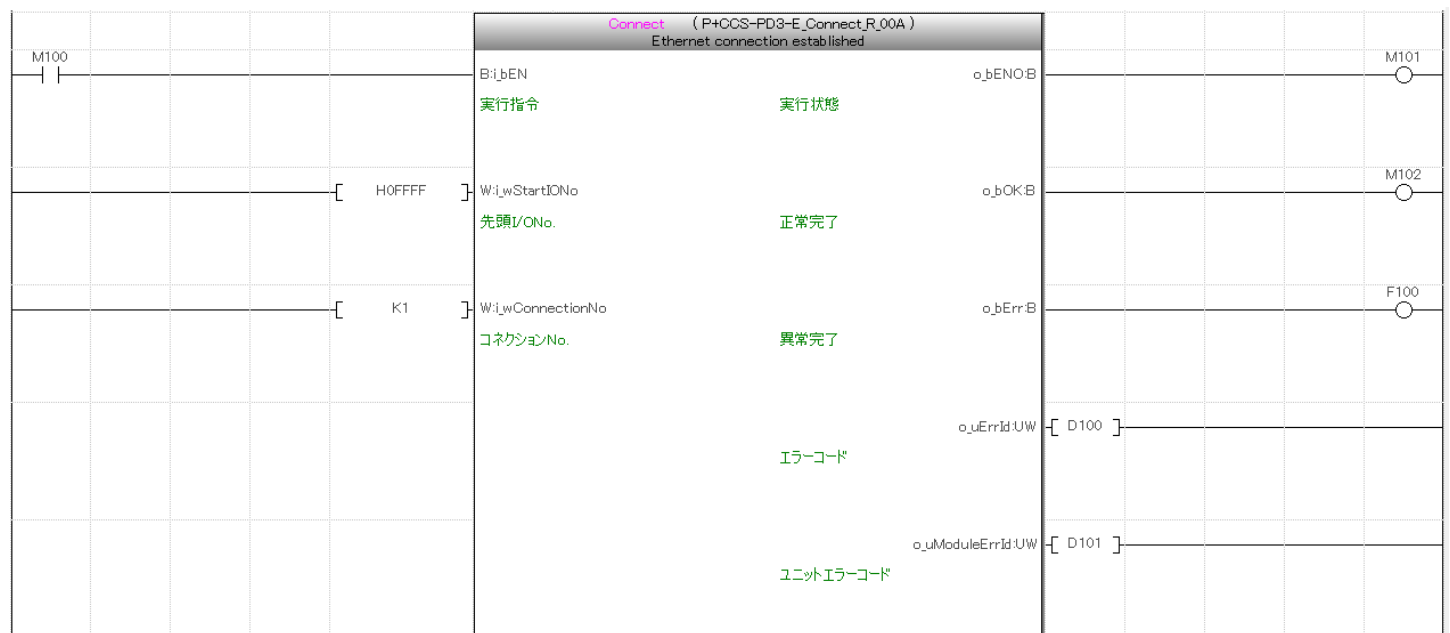 Connect (P+CCS-PD3-E_Connect_R_00A)
Ethernet connection established
M100
B:i_bEN
o_bENO:B
M101
実行指令
実行状態
H0FFFF
W:i_wStartIONo
o_bOK:B
M102
先頭I/ONo.
正常完了
K1
W:i_wConnectionNo
o_bErr:B
F100
コネクションNo.
異常完了
o_uErrId:UW
D100
エラーコード
o_uModuleErrId:UW
D101
ユニットエラーコード